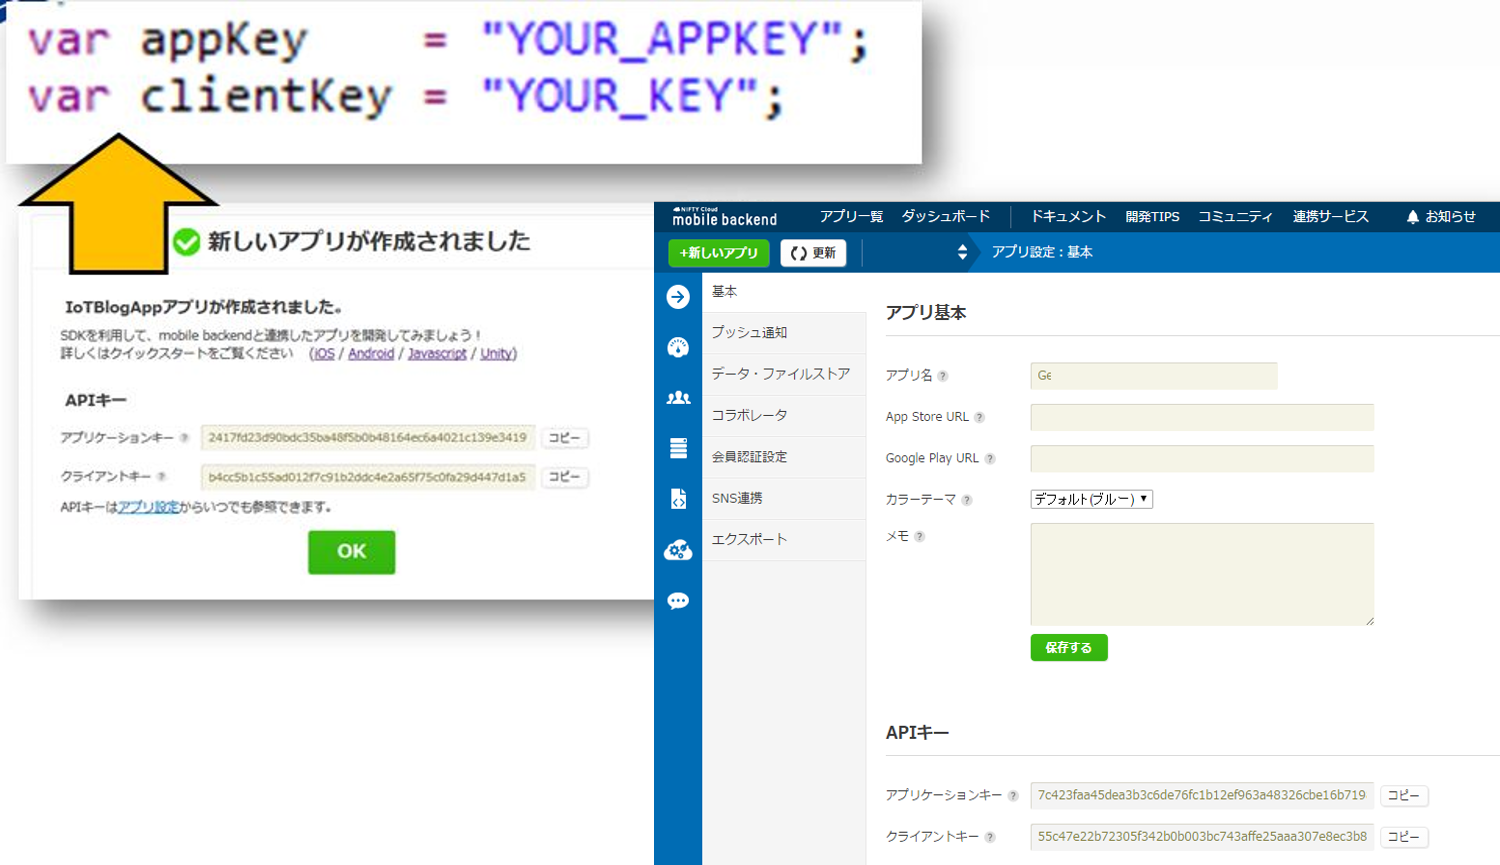 var appKey = "YOUR_APPKEY";
var clientKey = "YOUR_KEY";
新しいアプリが作成されました
IoTBlogAppアプリが作成されました。
SDKを利用して、mobile backendと連携したアプリを開発してみましょう！
詳しくはクイックスタートをご覧ください (iOS / Android / Javascript / Unity)
APIキー
アプリケーションキー ? 2417fd23d90bdc35ba48f5b0b48164ec6a4021c139e3419 コピー
クライアントキー ? b4cc5b1c55ad012f7c91b2ddc4e2a65f75c0fa29d447d1a5 コピー
APIキーはアプリ設定からいつでも参照できます。
OK
NIFTY Cloud
mobile backend アプリ一覧 ダッシュボード ドキュメント 開発TIPS コミュニティ 連携サービス お知らせ
+新しいアプリ 更新 アプリ設定：基本
基本
プッシュ通知
データ・ファイルストア
コラボレータ
会員認証設定
SNS連携
エクスポート
アプリ基本
アプリ名 ? Ge
App Store URL ?
Google Play URL ?
カラーテーマ ? デフォルト(ブルー) ▼
メモ ?
保存する
APIキー
アプリケーションキー ? 7c423faa45dea3b3c6de76fc1b12ef963a48326cbe16b719 コピー
クライアントキー ? 55c47e22b72305f342b0b003bc743affe25aaa307e8ec3b8 コピー